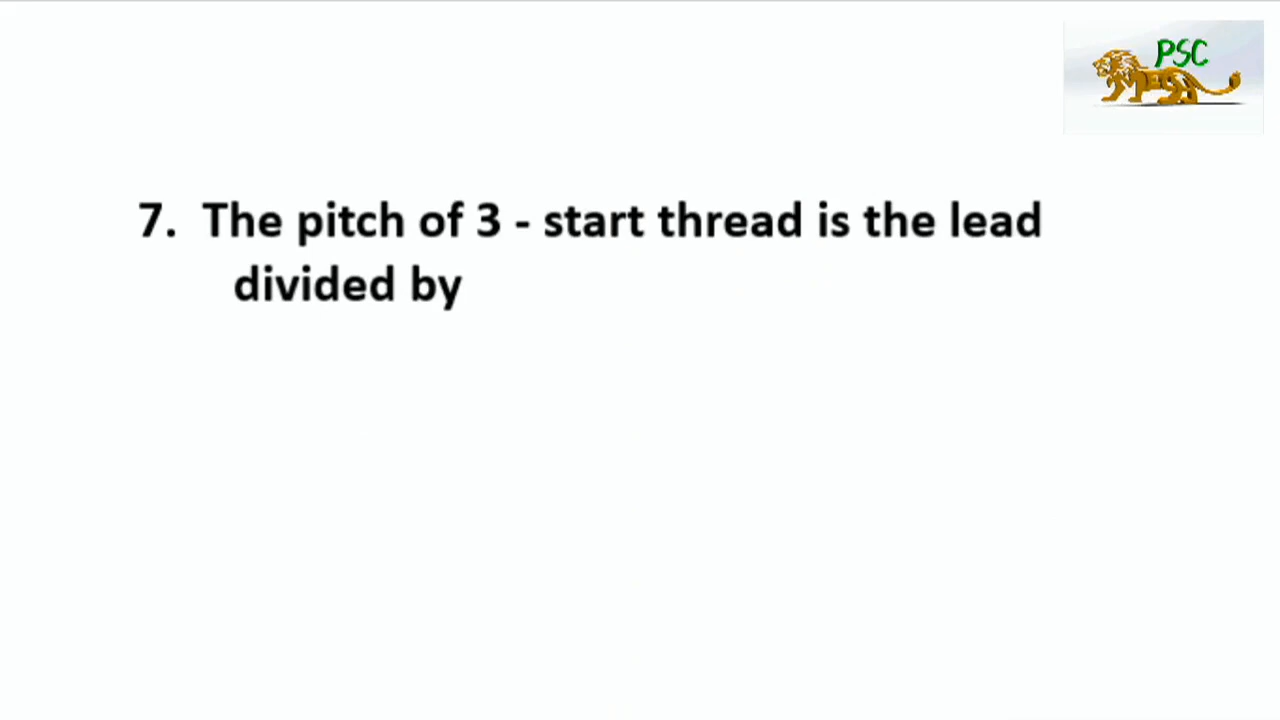 PSC
7. The pitch of 3 - start thread is the lead
divided by